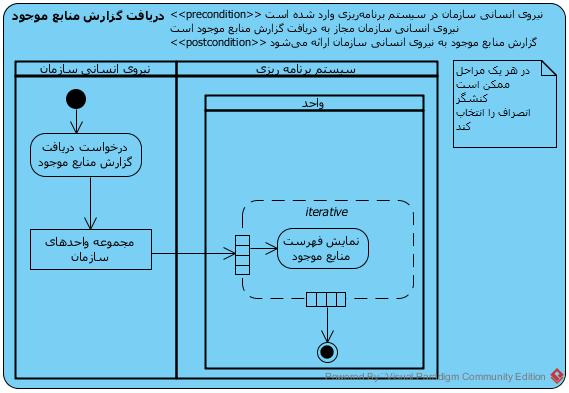 دریافت گزارش منابع موجود
<<precondition>> نیروی انسانی سازمان در سیستم برنامه‌ریزی وارد شده است
نیروی انسانی سازمان مجاز به دریافت گزارش منابع موجود است
<<postcondition>> گزارش منابع موجود به نیروی انسانی سازمان ارائه می‌شود
نیروی انسانی سازمان
سیستم برنامه ریزی
واحد
در هر یک مراحل
ممکن است
کنشگر
انصراف را انتخاب
کند
درخواست دریافت
گزارش منابع موجود
مجموعه واحدهای
سازمان
iterative
نمایش فهرست
منابع موجود
Powered By Visual Paradigm Community Edition